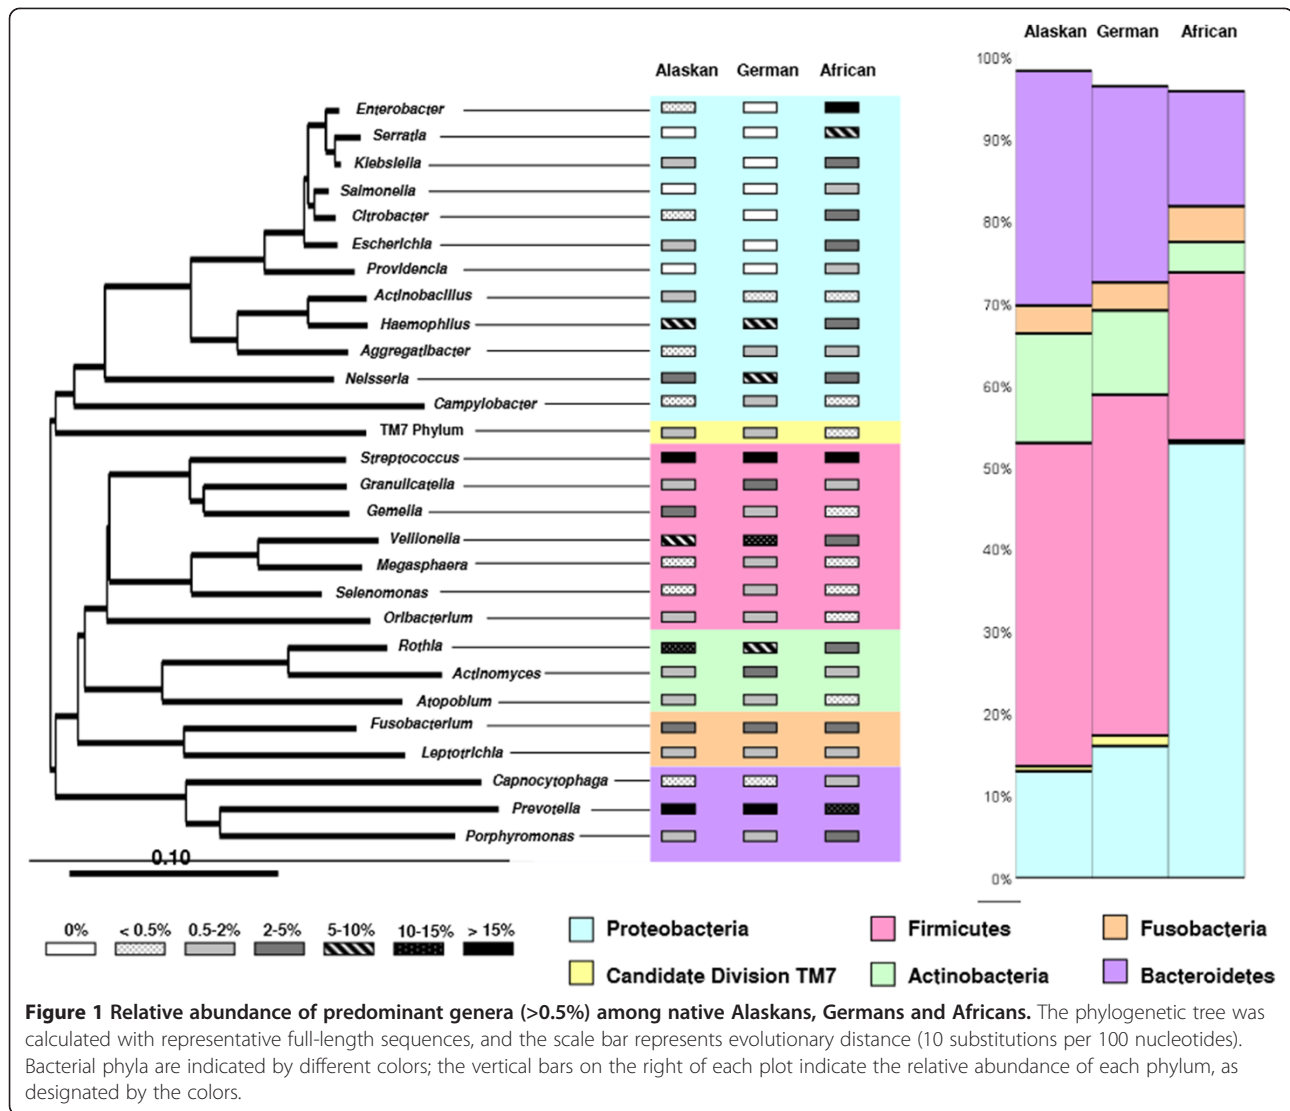 Alaskan German African
100%
90%
80%
70%
60%
50%
40%
30%
20%
10%
0%
Alaskan German African
Enterobacter
Serratia
Klebsiella
Salmonella
Citrobacter
Escherichia
Providencia
Actinobacillus
Haemophilus
Aggregatibacter
Neisseria
Campylobacter
TM7 Phylum
Streptococcus
Granulicatella
Gemella
Veillonella
Megasphaera
Selenomonas
Oribacterium
Rothia
Actinomyces
Atopobium
Fusobacterium
Leptotrichia
Capnocytophaga
Prevotella
Porphyromonas
0.10
0% < 0.5% 0.5-2% 2-5% 5-10% 10-15% > 15%
Proteobacteria Firmicutes Fusobacteria
Candidate Division TM7 Actinobacteria Bacteroidetes
Figure 1 Relative abundance of predominant genera (>0.5%) among native Alaskans, Germans and Africans. The phylogenetic tree was
calculated with representative full-length sequences, and the scale bar represents evolutionary distance (10 substitutions per 100 nucleotides).
Bacterial phyla are indicated by different colors; the vertical bars on the right of each plot indicate the relative abundance of each phylum, as
designated by the colors.